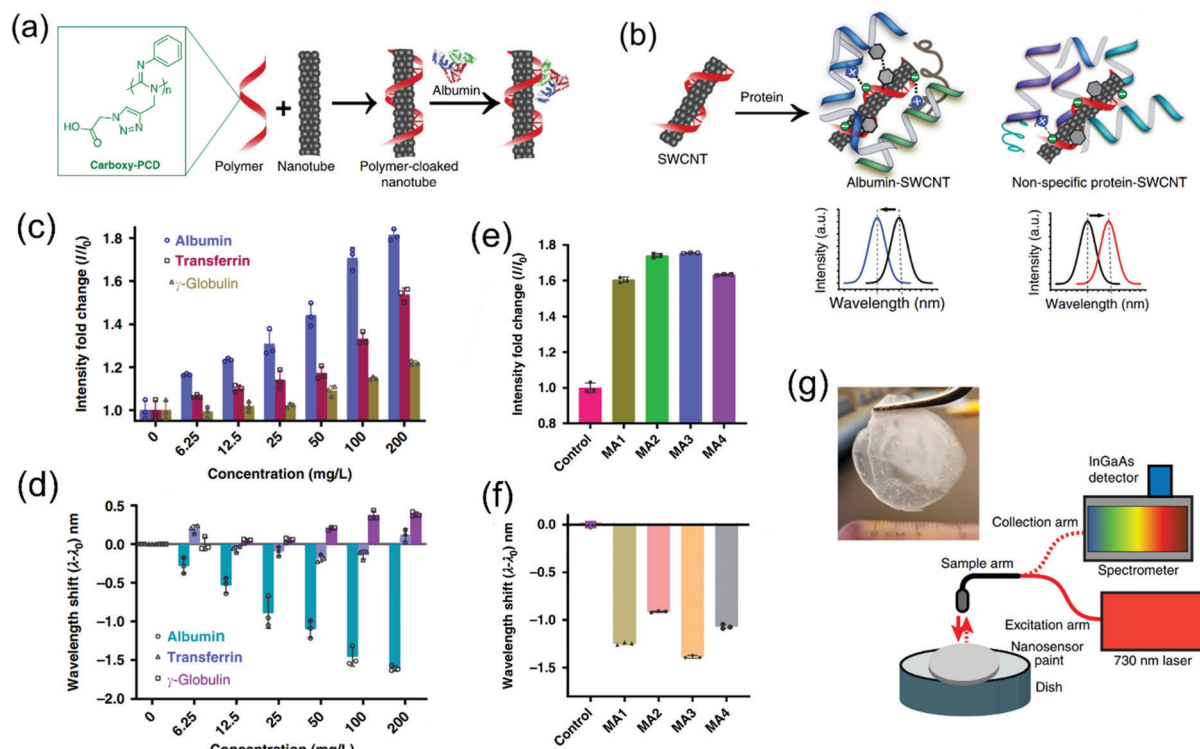 (a)
N
N
n
N
N=N
HO
O
Carboxy-PCD
Polymer
+
Nanotube
Polymer-cloaked
nanotube
Albumin
(b)
SWCNT
Protein
Albumin-SWCNT
Non-specific protein-SWCNT
Intensity (a.u.)
Wavelength (nm)
Intensity (a.u.)
Wavelength (nm)
(c)
Intensity fold change (I/I0)
1.8
1.6
1.4
1.2
1.0
Albumin
Transferrin
γ-Globulin
0
6.25
12.5
25
50
100
200
Concentration (mg/L)
(d)
Wavelength shift (λ-λ0) nm
0.5
0.0
−0.5
−1.0
−1.5
−2.0
Albumin
Transferrin
γ-Globulin
0
6.25
12.5
25
50
100
200
Concentration (mg/L)
(e)
Intensity fold change (I/I0)
1.8
1.6
1.4
1.2
1.0
0.8
Control
MA1
MA2
MA3
MA4
(f)
Wavelength shift (λ-λ0) nm
0.0
−0.5
−1.0
−1.5
Control
MA1
MA2
MA3
MA4
(g)
InGaAs
detector
Collection arm
Sample arm
Spectrometer
Excitation arm
Nanosensor
paint
730 nm laser
Dish